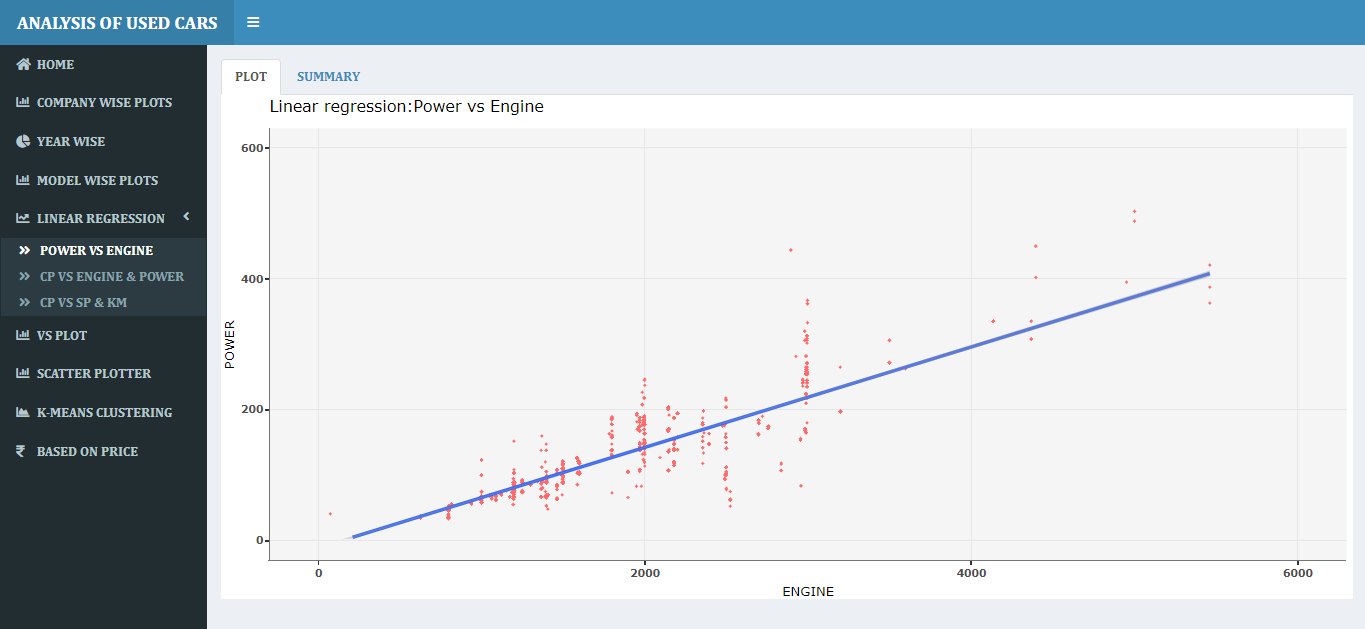 ANALYSIS OF USED CARS
HOME
COMPANY WISE PLOTS
YEAR WISE
MODEL WISE PLOTS
LINEAR REGRESSION
POWER VS ENGINE
CP VS ENGINE & POWER
CP VS SP & KM
VS PLOT
SCATTER PLOTTER
K-MEANS CLUSTERING
₹ BASED ON PRICE
PLOT SUMMARY
Linear regression:Power vs Engine
600
400
200
0
POWER
0 2000 4000 6000
ENGINE